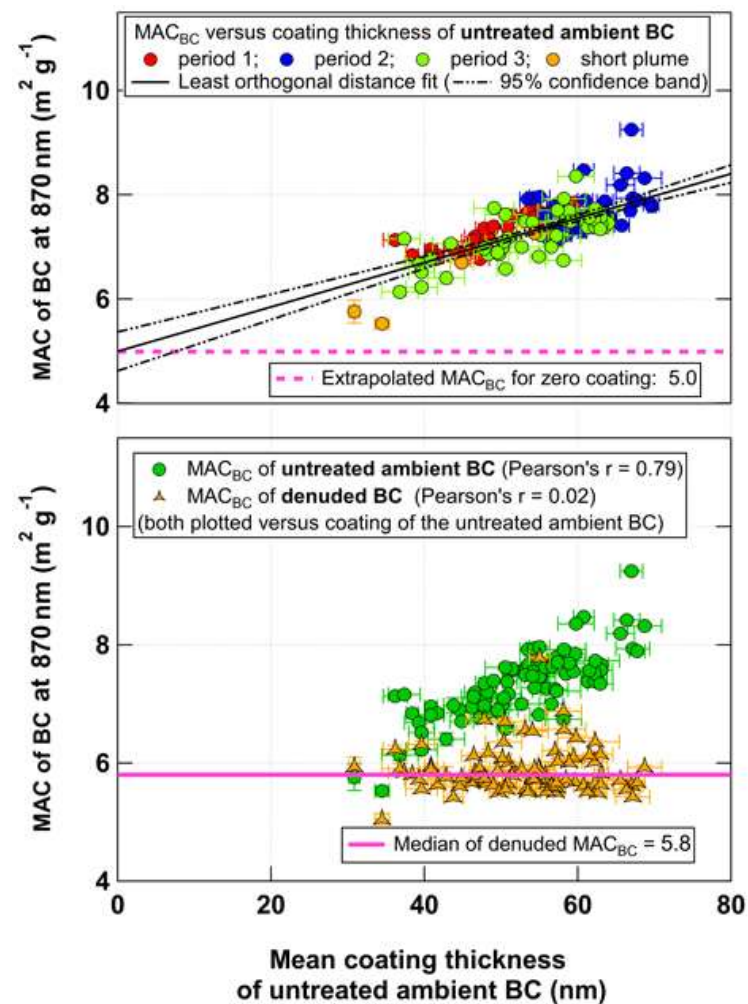 MAC_BC versus coating thickness of untreated ambient BC
period 1; period 2; period 3; short plume
Least orthogonal distance fit ( 95% confidence band)
10
8
6
4
MAC of BC at 870 nm (m² g⁻¹)
Extrapolated MAC_BC for zero coating: 5.0
MAC_BC of untreated ambient BC (Pearson's r = 0.79)
MAC_BC of denuded BC (Pearson's r = 0.02)
(both plotted versus coating of the untreated ambient BC)
10
8
6
4
MAC of BC at 870 nm (m² g⁻¹)
Median of denuded MAC_BC = 5.8
0 20 40 60 80
Mean coating thickness
of untreated ambient BC (nm)